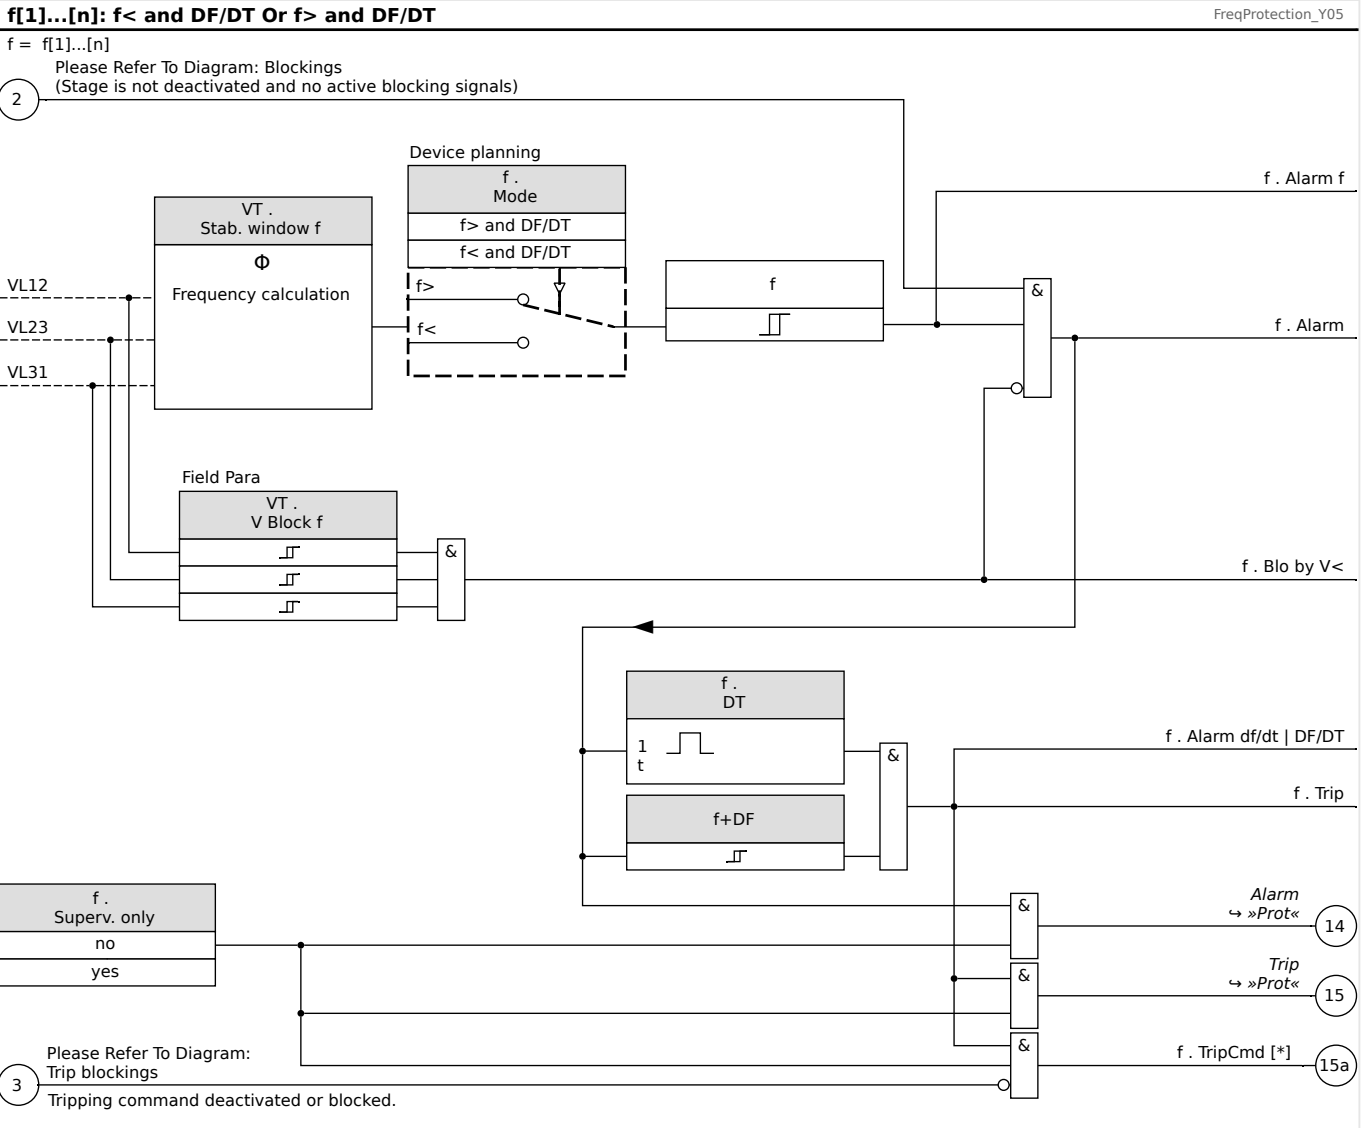 f[1]...[n]: f< and DF/DT Or f> and DF/DT
FreqProtection_Y05
f = f[1]...[n]
Please Refer To Diagram: Blockings
(Stage is not deactivated and no active blocking signals)
2
Device planning
f .
Mode
f> and DF/DT
f< and DF/DT
f>
f<
VT .
Stab. window f
Φ
Frequency calculation
VL12
VL23
VL31
f
&
f . Alarm f
f . Alarm
Field Para
VT .
V Block f
&
f . Blo by V<
f .
DT
1
t
&
f+DF
f . Alarm df/dt | DF/DT
f . Trip
f .
Superv. only
no
yes
&
Alarm
↪ »Prot«
14
&
Trip
↪ »Prot«
15
&
f . TripCmd [*]
15a
Please Refer To Diagram:
Trip blockings
3
Tripping command deactivated or blocked.